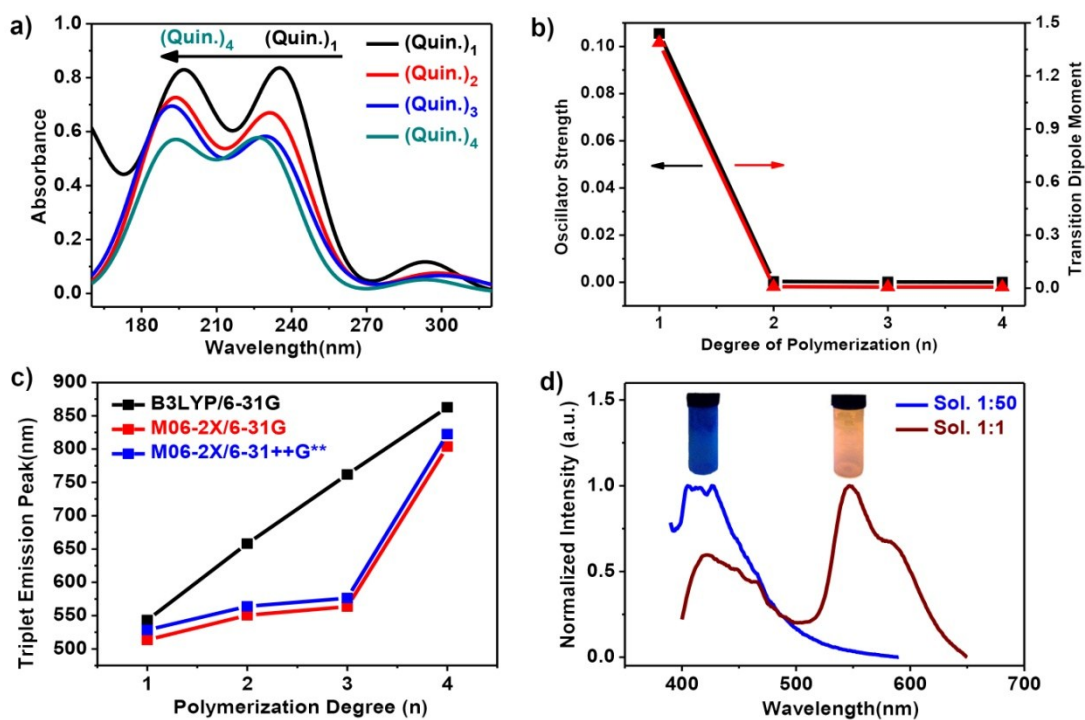 a)
(Quin.)4 (Quin.)1
(Quin.)1
(Quin.)2
(Quin.)3
(Quin.)4
1.0
0.8
0.6
0.4
0.2
0.0
Absorbance
180 210 240 270 300
Wavelength(nm)
b)
0.10
0.08
0.06
0.04
0.02
0.00
Oscillator Strength
1.5
1.2
0.9
0.6
0.3
0.0
Transition Dipole Moment
1 2 3 4
Degree of Polymerization (n)
c)
B3LYP/6-31G
M06-2X/6-31G
M06-2X/6-31++G**
900
850
800
750
700
650
600
550
500
Triplet Emission Peak(nm)
1 2 3 4
Polymerization Degree (n)
d)
Sol. 1:50
Sol. 1:1
1.5
1.0
0.5
0.0
Normalized Intensity (a.u.)
400 500 600 700
Wavelength(nm)